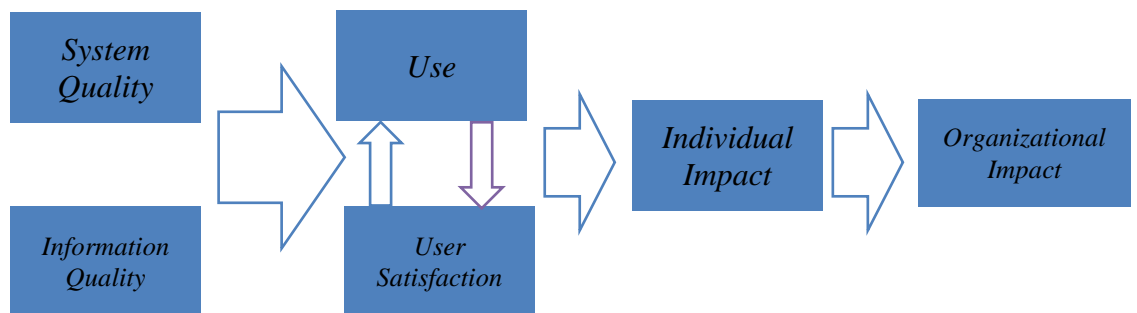 System
Quality
Use
Individual
Impact
Organizational
Impact
Information
Quality
User
Satisfaction